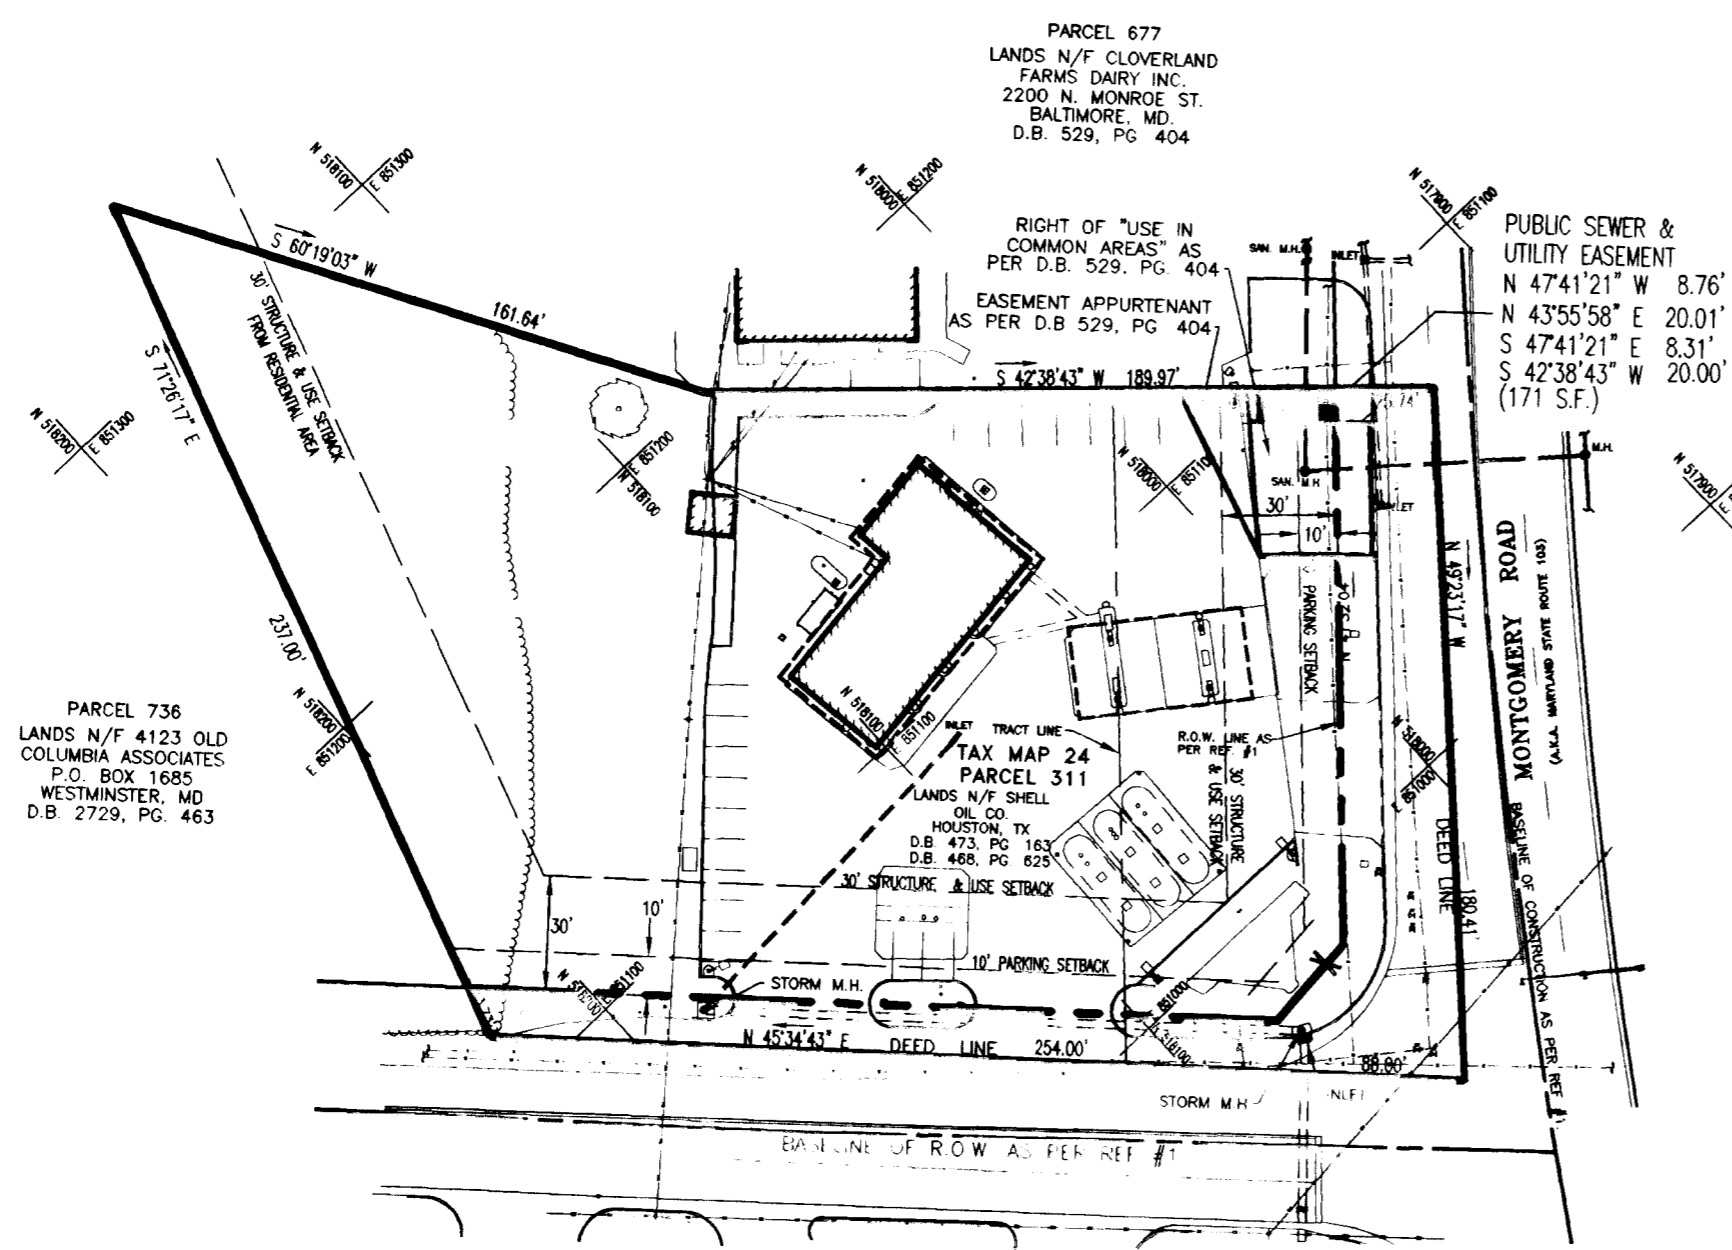 PARCEL 677
LANDS N/F CLOVERLAND
FARMS DAIRY INC.
2200 N. MONROE ST.
BALTIMORE, MD.
D.B. 529, PG 404
N 518100
E 851300
N 518000
E 851200
N 517900
E 851100
RIGHT OF "USE IN
COMMON AREAS" AS
PER D.B. 529. PG. 404
EASEMENT APPURTENANT
AS PER D.B 529, PG 404
SAN. M.H.
INLET
PUBLIC SEWER &
UTILITY EASEMENT
N 47°41'21" W 8.76'
N 43°55'58" E 20.01'
S 47°41'21" E 8.31'
S 42°38'43" W 20.00'
(171 S.F.)
S 60°19'03" W
161.64'
30' STRUCTURE & USE SETBACK
FROM RESIDENTIAL AREA
S 71°26'17" E
237.00'
S 42°38'43" W 189.97'
N 518200
E 851300
E 851200
N 518100
N 518000
E 851100
M.H.
N 517900
SAN. M.H
30'
10'
PARKING SETBACK
N 49°23'17" W
MONTGOMERY ROAD
(A.K.A. MARYLAND STATE ROUTE 103)
PARCEL 736
LANDS N/F 4123 OLD
COLUMBIA ASSOCIATES
P.O. BOX 1685
WESTMINSTER, MD
D.B. 2729, PG. 463
N 518200
E 851200
N 518100
E 851100
INLET
TRACT LINE
TAX MAP 24
PARCEL 311
LANDS N/F SHELL
OIL CO.
HOUSTON, TX
D.B. 473, PG 163
D.B. 468, PG 625
R.O.W. LINE AS
PER REF. #1
30' STRUCTURE
& USE SETBACK
N 518000
E 851000
DEED LINE
180.41'
BASELINE OF CONSTRUCTION AS PER REF #1
30' STRUCTURE & USE SETBACK
30'
10'
10' PARKING SETBACK
N 518200
E 851100
STORM M.H.
E 851000
N 518100
N 45°34'43" E DEED LINE 254.00'
88.00'
STORM M.H
INLET
BASELINE OF R.O.W AS PER REF #1